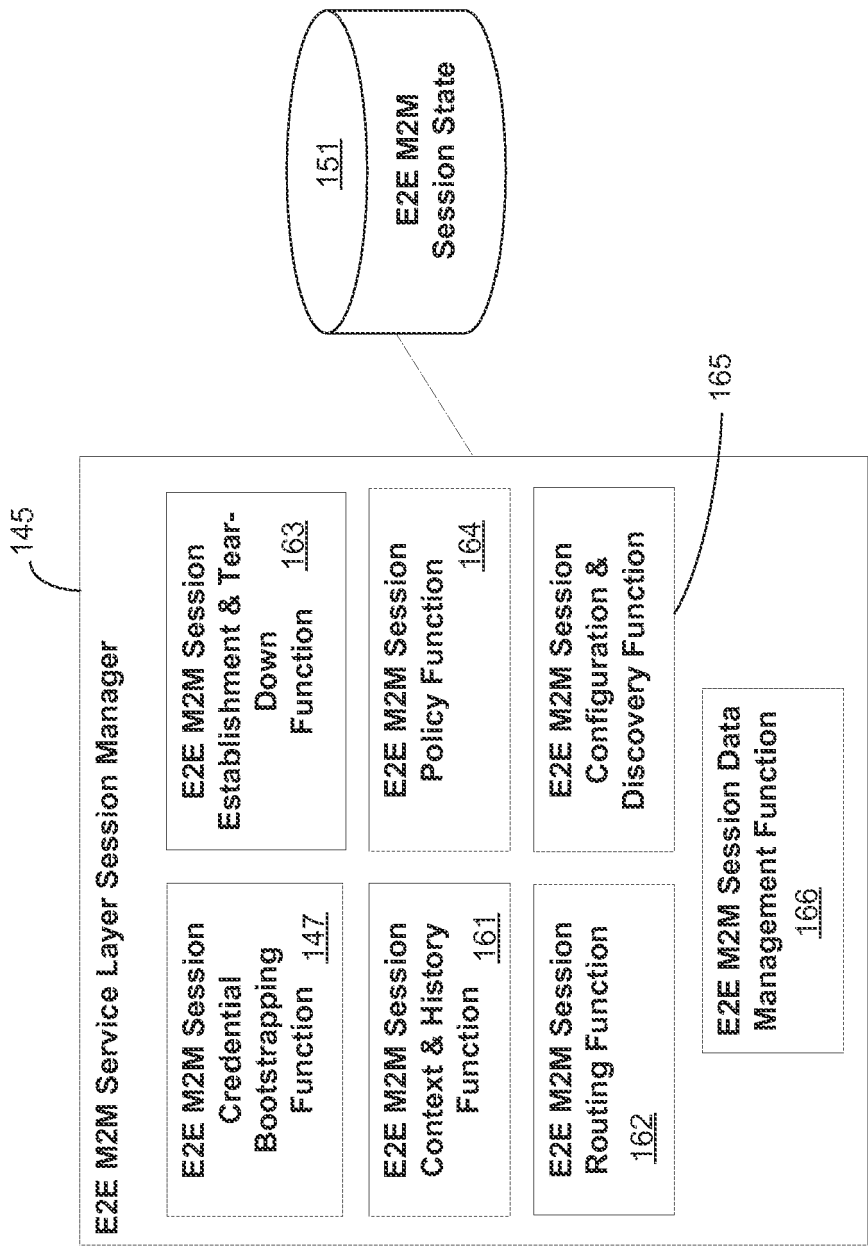 145
E2E M2M Service Layer Session Manager
E2E M2M Session
Credential
Bootstrapping
Function
147
E2E M2M Session
Establishment & Tear-
Down
Function
163
E2E M2M Session
Context & History
Function
161
E2E M2M Session
Policy Function
164
E2E M2M Session
Routing Function
162
E2E M2M Session
Configuration &
Discovery Function
165
E2E M2M Session Data
Management Function
166
151
E2E M2M
Session State